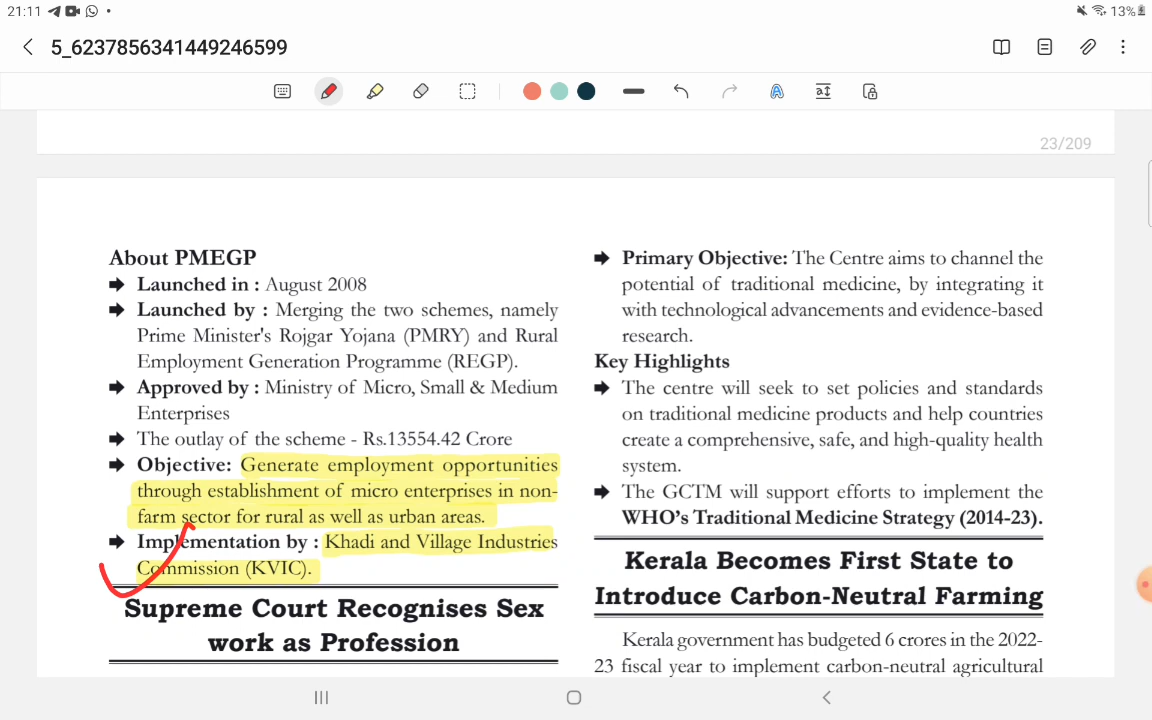 21:11
13%
5_6237856341449246599
23/209
About PMEGP
Launched in : August 2008
Launched by : Merging the two schemes, namely
Prime Minister's Rojgar Yojana (PMRY) and Rural
Employment Generation Programme (REGP).
Approved by : Ministry of Micro, Small & Medium
Enterprises
The outlay of the scheme - Rs.13554.42 Crore
Objective: Generate employment opportunities
through establishment of micro enterprises in non-
farm sector for rural as well as urban areas.
Implementation by : Khadi and Village Industries
Commission (KVIC).
Supreme Court Recognises Sex
work as Profession
Primary Objective: The Centre aims to channel the
potential of traditional medicine, by integrating it
with technological advancements and evidence-based
research.
Key Highlights
The centre will seek to set policies and standards
on traditional medicine products and help countries
create a comprehensive, safe, and high-quality health
system.
The GCTM will support efforts to implement the
WHO's Traditional Medicine Strategy (2014-23).
Kerala Becomes First State to
Introduce Carbon-Neutral Farming
Kerala government has budgeted 6 crores in the 2022-
23 fiscal year to implement carbon-neutral agricultural